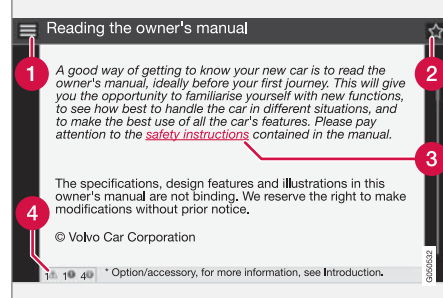 Reading the owner's manual
1
2
A good way of getting to know your new car is to read the
owner's manual, ideally before your first journey. This will give
you the opportunity to familiarise yourself with new functions,
to see how best to handle the car in different situations, and
to make the best use of all the car's features. Please pay
attention to the safety instructions contained in the manual.
3
The specifications, design features and illustrations in this
owner's manual are not binding. We reserve the right to make
modifications without prior notice.
4
© Volvo Car Corporation
1 1 4 * Option/accessory, for more information, see Introduction.
G050532